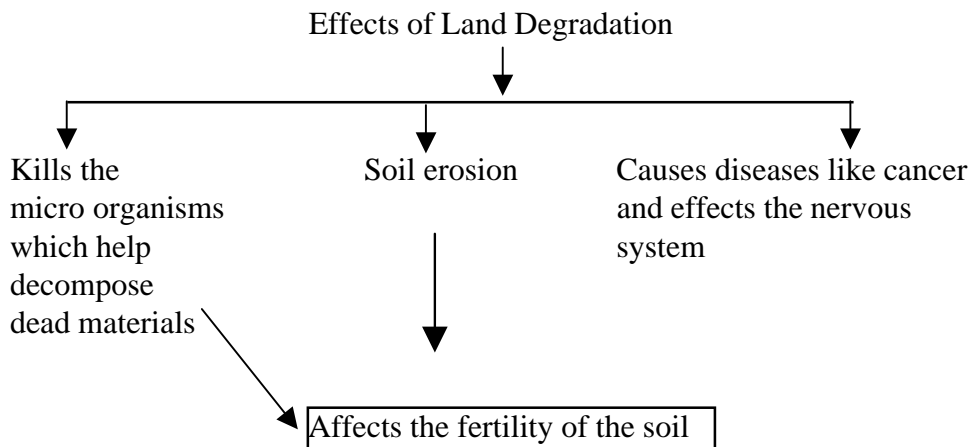 Effects of Land Degradation
Kills the
micro organisms
which help
decompose
dead materials
Soil erosion
Causes diseases like cancer
and effects the nervous
system
Affects the fertility of the soil